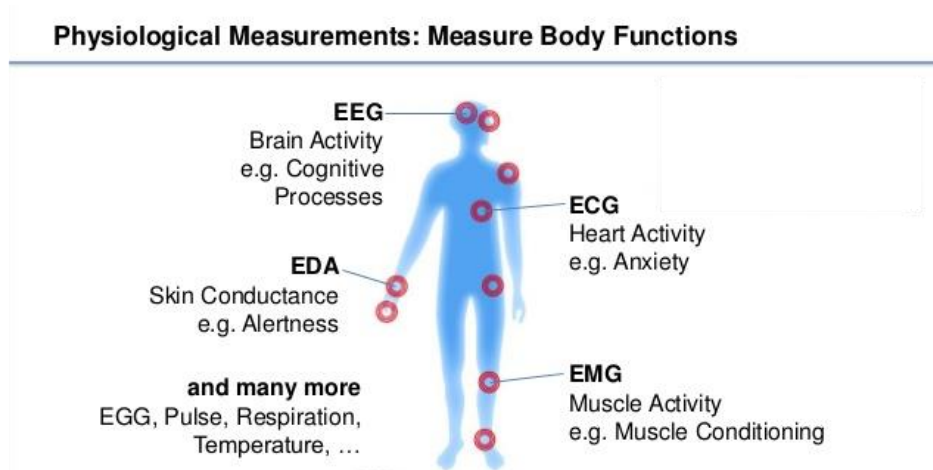 Physiological Measurements: Measure Body Functions
EEG
Brain Activity
e.g. Cognitive
Processes
ECG
Heart Activity
e.g. Anxiety
EDA
Skin Conductance
e.g. Alertness
EMG
Muscle Activity
e.g. Muscle Conditioning
and many more
EGG, Pulse, Respiration,
Temperature, …